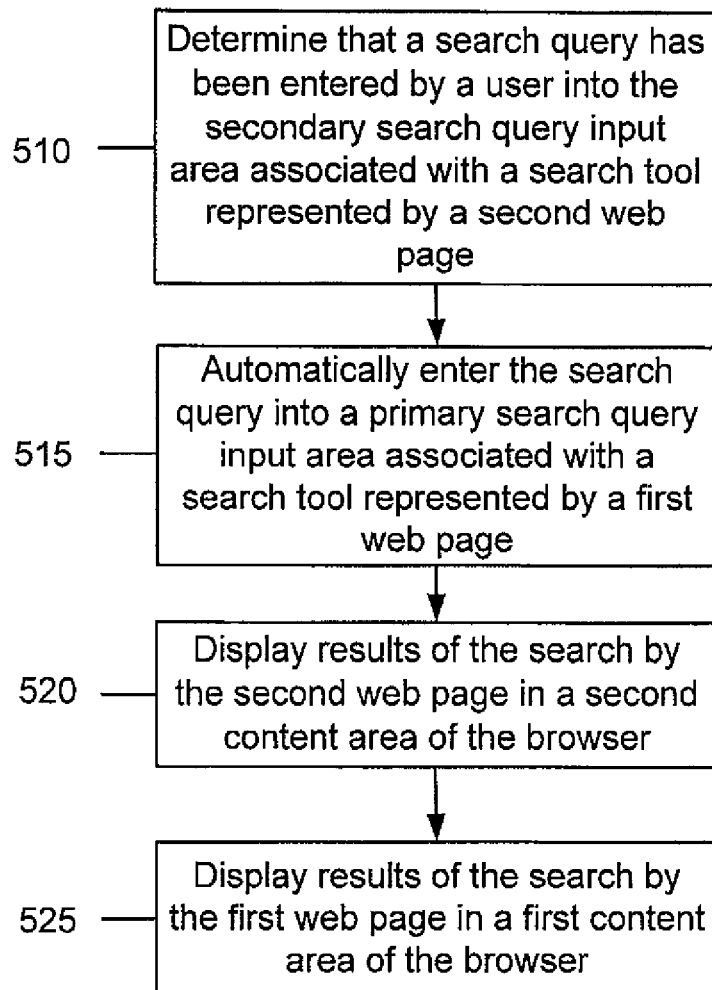 Determine that a search query has
been entered by a user into the
secondary search query input
area associated with a search tool
represented by a second web
page
510
Automatically enter the search
query into a primary search query
input area associated with a
search tool represented by a first
web page
515
Display results of the search by
the second web page in a second
content area of the browser
520
Display results of the search by
the first web page in a first content
area of the browser
525